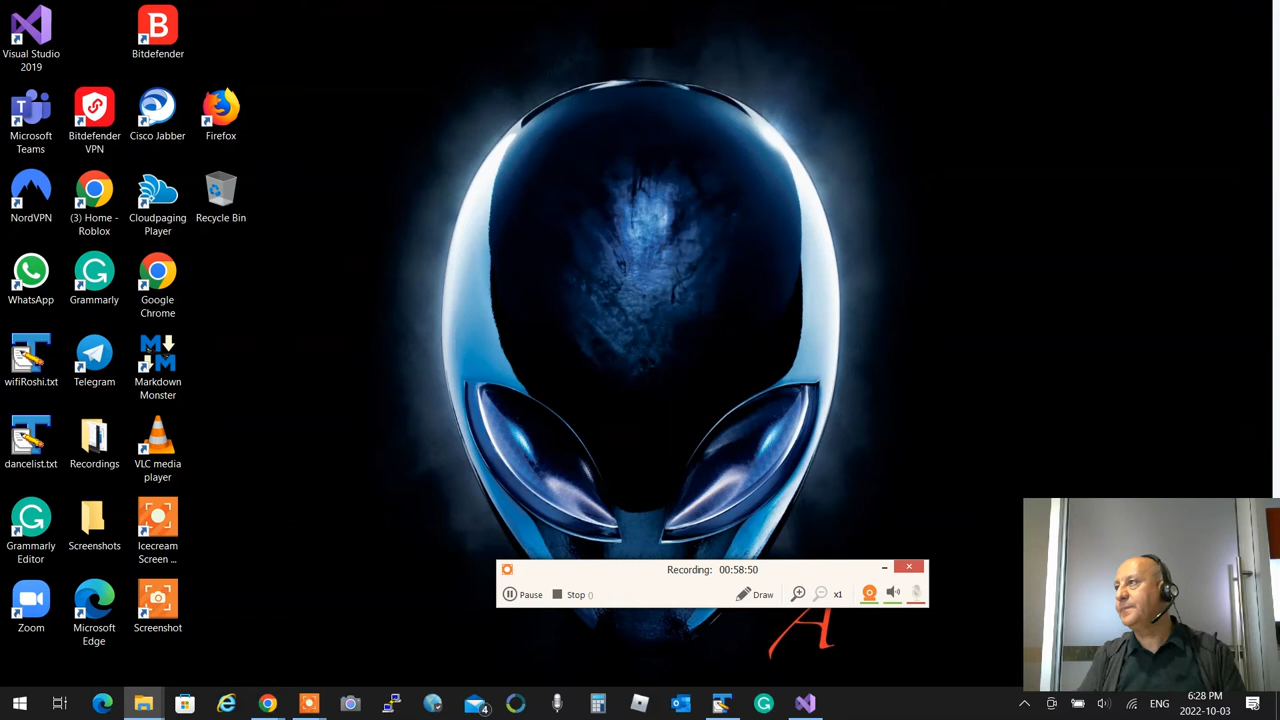 Visual Studio
2019
Bitdefender
Microsoft
Teams
Bitdefender
VPN
Cisco Jabber
Firefox
NordVPN
(3) Home -
Roblox
Cloudpaging
Player
Recycle Bin
WhatsApp
Grammarly
Google
Chrome
wifiRoshi.txt
Telegram
Markdown
Monster
dancelist.txt
Recordings
VLC media
player
Grammarly
Editor
Screenshots
Icecream
Screen ...
Zoom
Microsoft
Edge
Screenshot
Recording: 00:58:50
Pause
Stop ()
Draw
x1
A
4
ENG
6:28 PM
2022-10-03